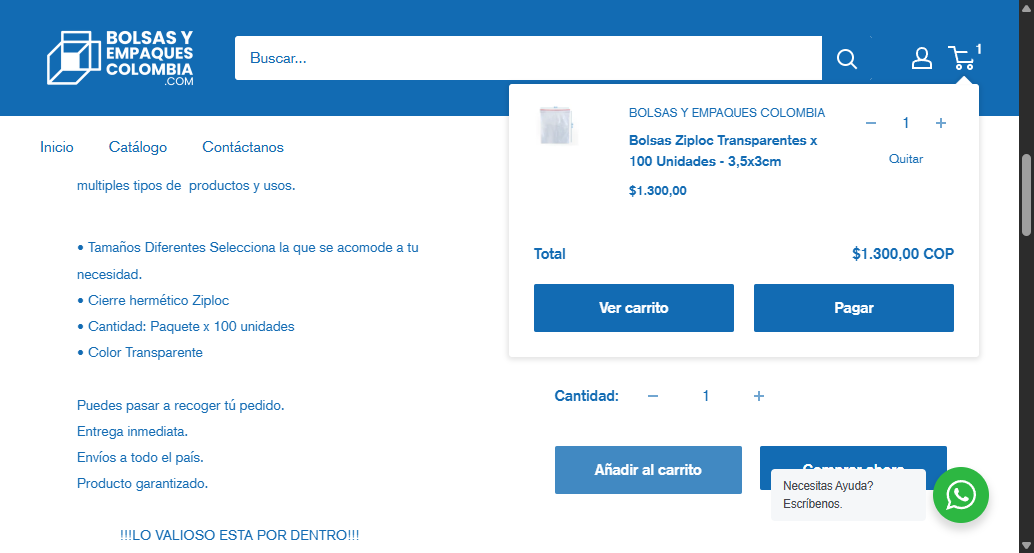 BOLSAS Y
EMPAQUES
COLOMBIA
.COM
Buscar...
1
Inicio
Catálogo
Contáctanos
BOLSAS Y EMPAQUES COLOMBIA
Bolsas Ziploc Transparentes x
100 Unidades - 3,5x3cm
$1.300,00
− 1 +
Quitar
Total
$1.300,00 COP
Ver carrito
Pagar
multiples tipos de productos y usos.
• Tamaños Diferentes Selecciona la que se acomode a tu
necesidad.
• Cierre hermético Ziploc
• Cantidad: Paquete x 100 unidades
• Color Transparente
Puedes pasar a recoger tú pedido.
Entrega inmediata.
Envíos a todo el país.
Producto garantizado.
!!!LO VALIOSO ESTA POR DENTRO!!!
Cantidad: − 1 +
Añadir al carrito
Comprar ahora
Necesitas Ayuda?
Escríbenos.